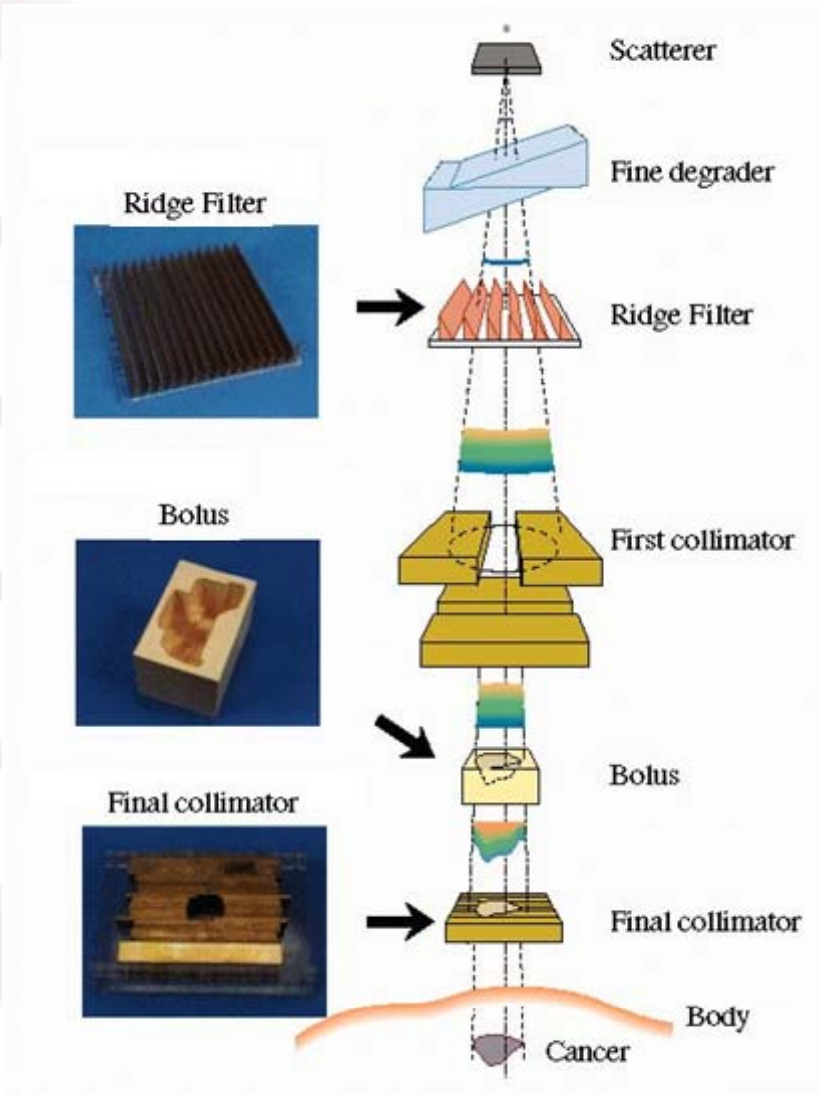 Scatterer
Fine degrader
Ridge Filter
Ridge Filter
Bolus
First collimator
Bolus
Final collimator
Final collimator
Body
Cancer